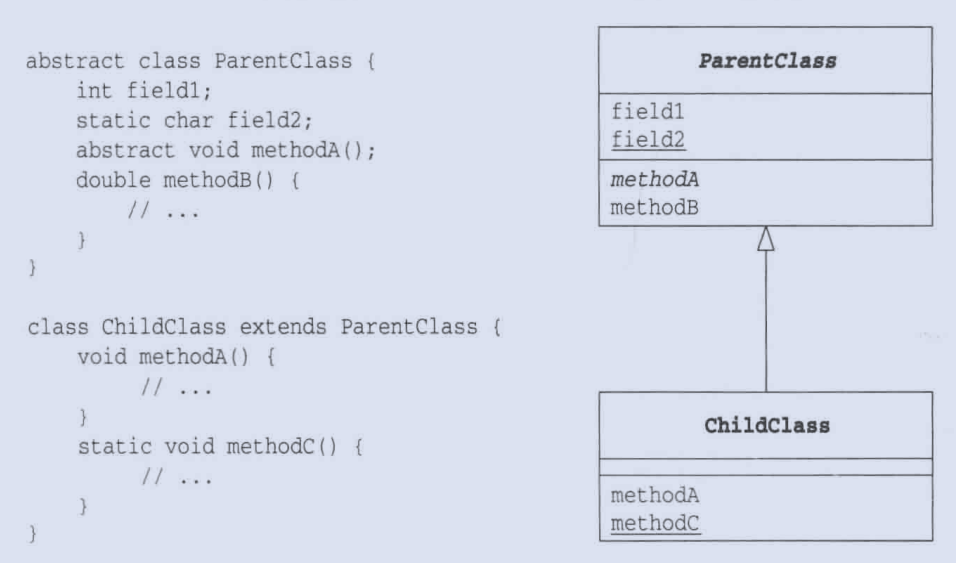 abstract class ParentClass {
    int field1;
    static char field2;
    abstract void methodA();
    double methodB() {
        // ...
    }
}
class ChildClass extends ParentClass {
    void methodA() {
        // ...
    }
    static void methodC() {
        // ...
    }
}
ParentClass
field1
field2
methodA
methodB
ChildClass
methodA
methodC